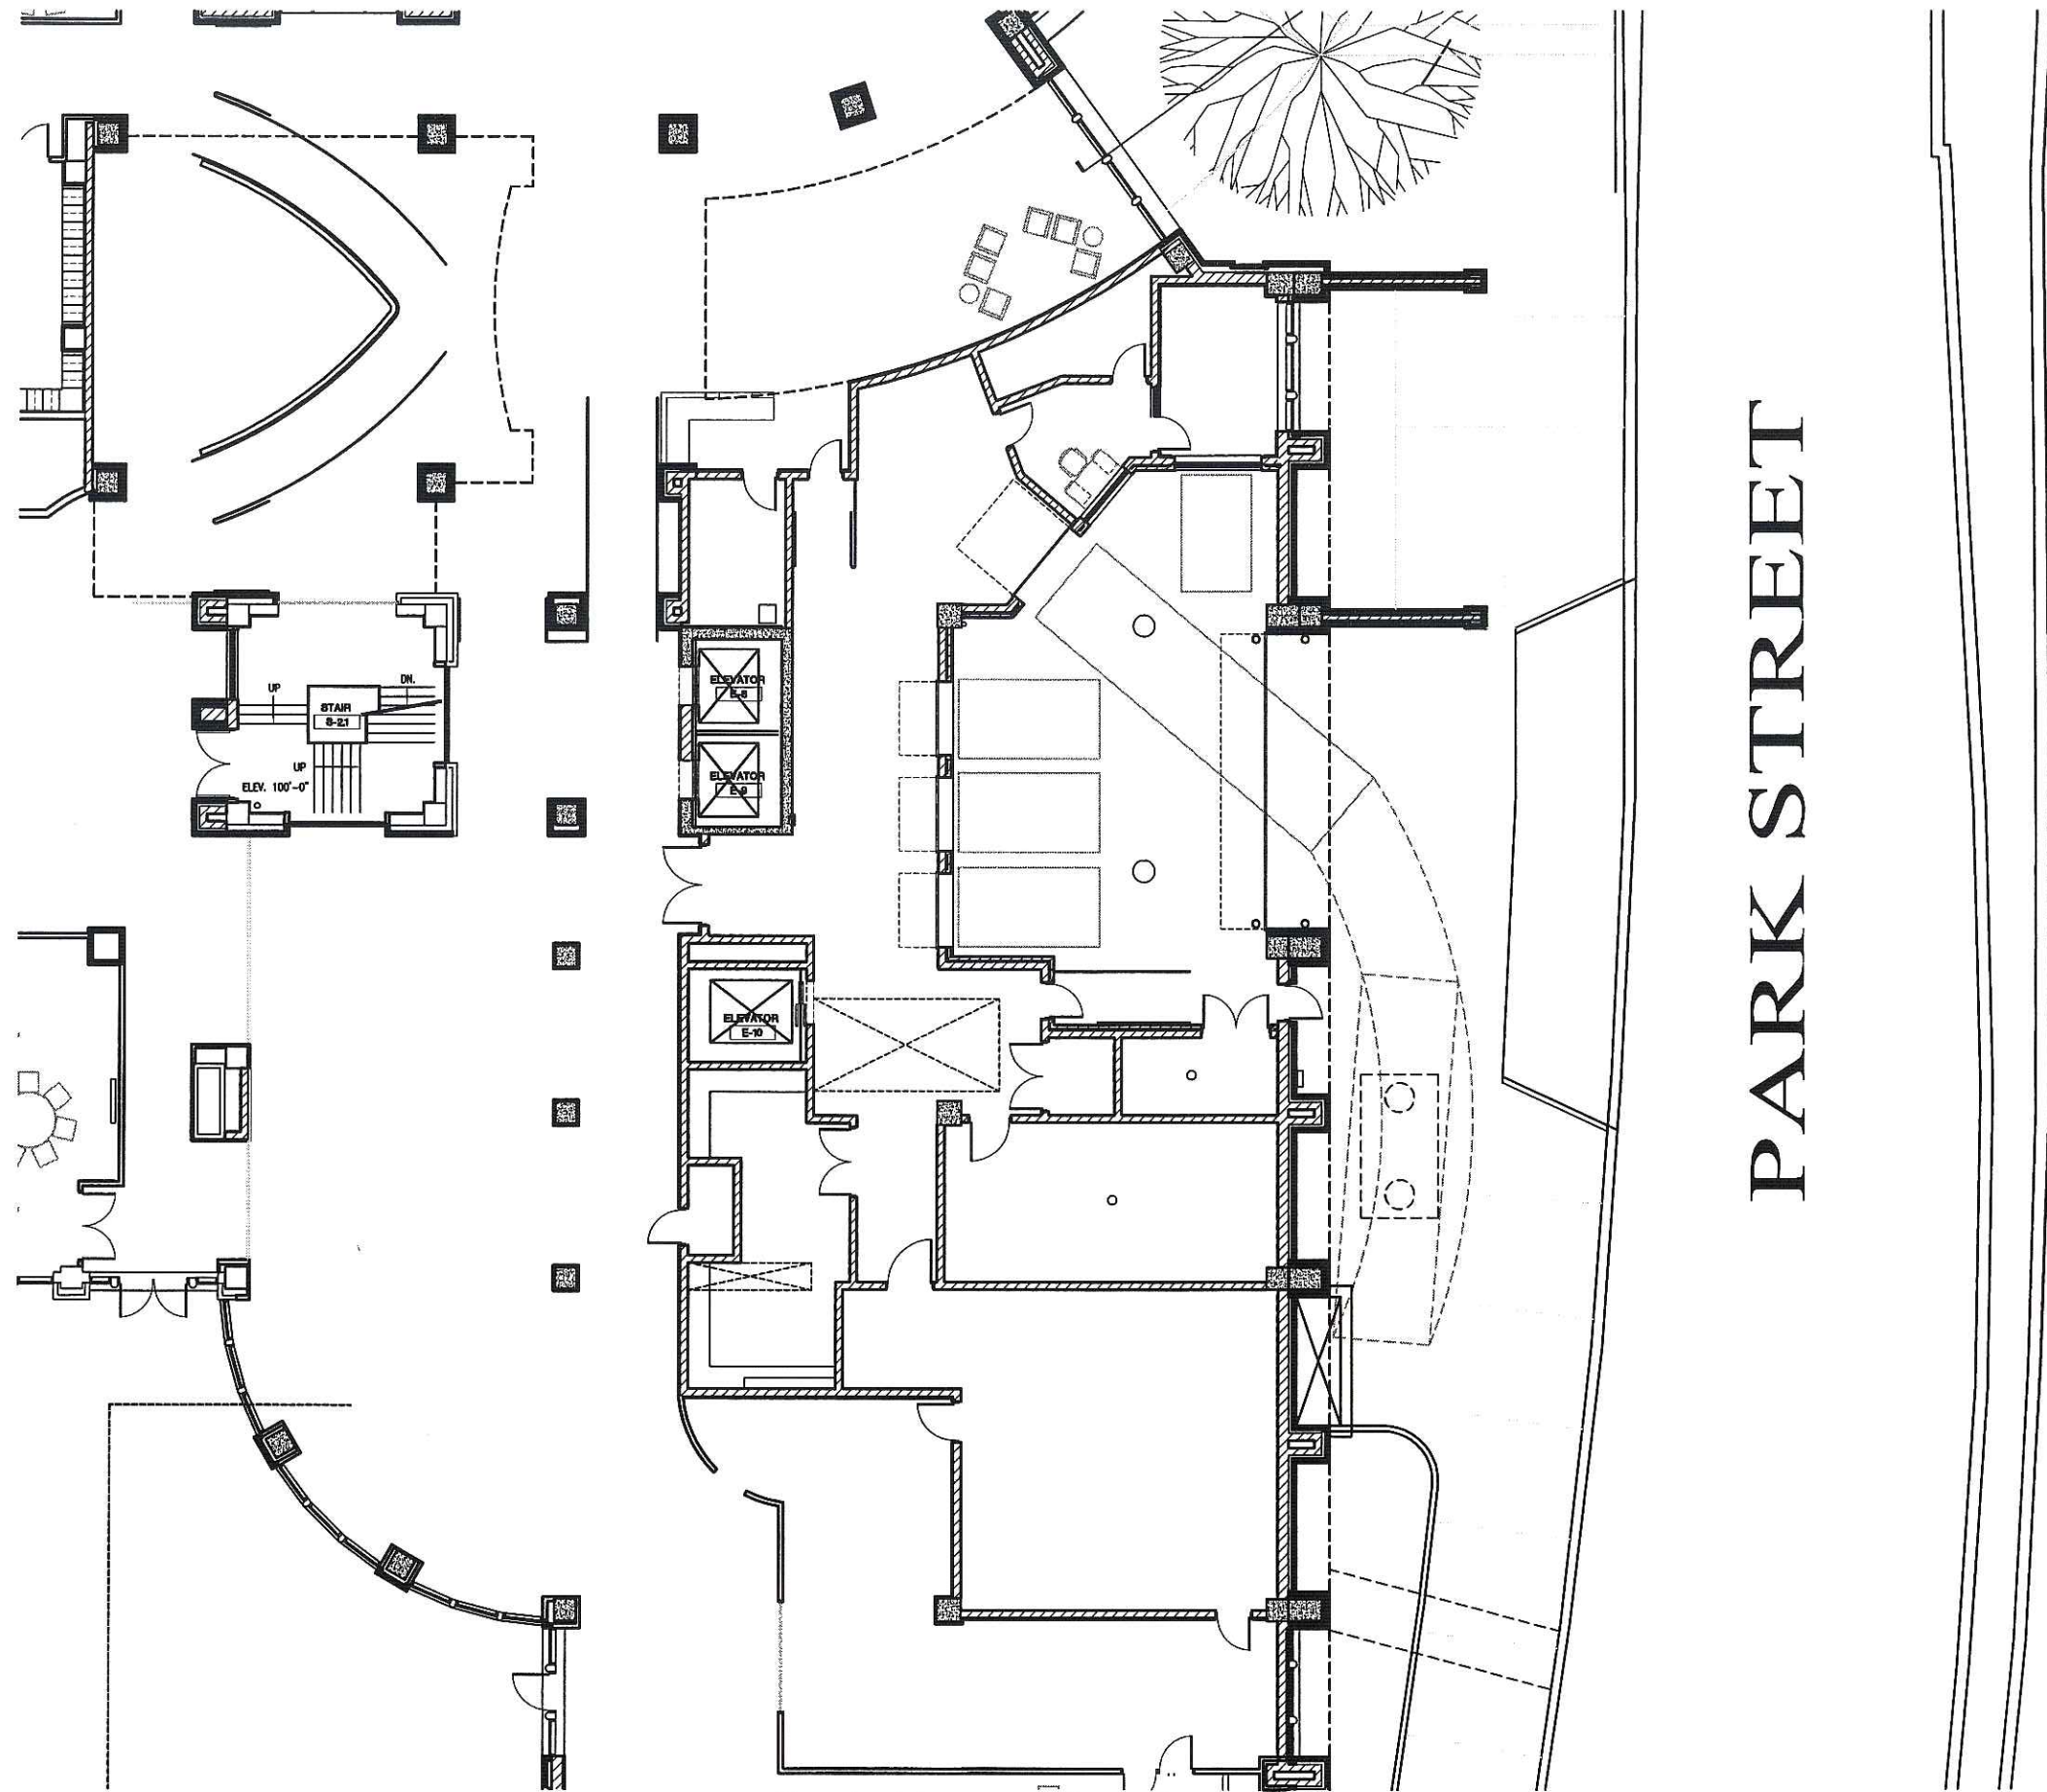 ELEVATOR
E-8
UP
DN.
STAIR
S-2.1
ELEVATOR
E-9
UP
ELEV. 100'-0"
ELEVATOR
E-10
PARK STREET